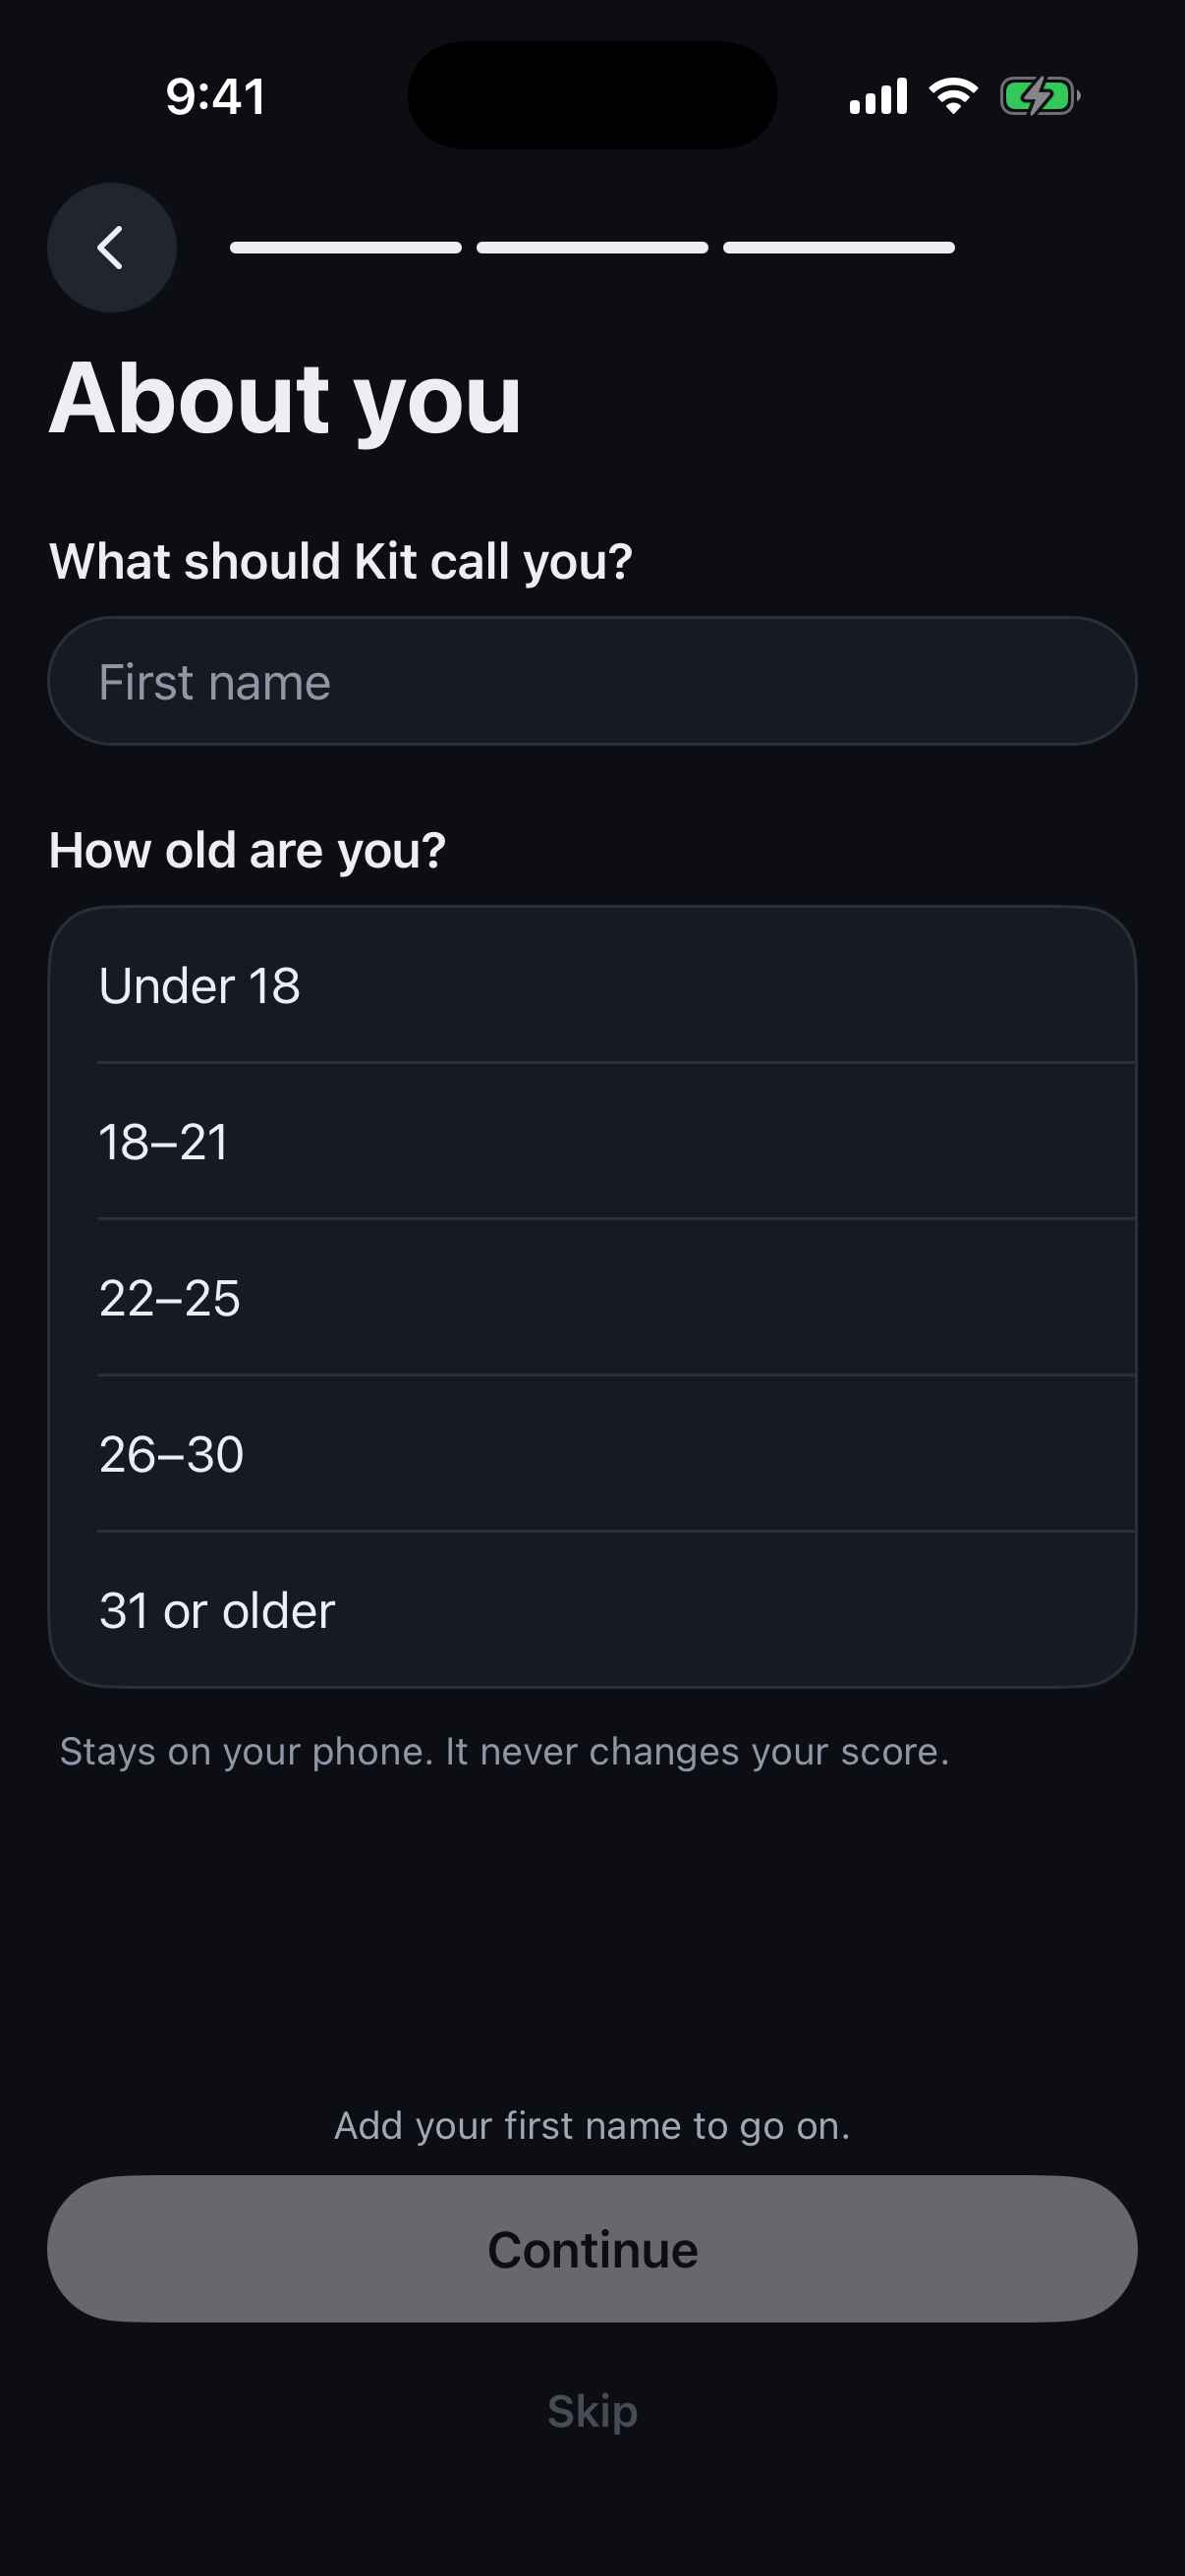 9:41
About you
What should Kit call you?
First name
How old are you?
Under 18
18–21
22–25
26–30
31 or older
Stays on your phone. It never changes your score.
Add your first name to go on.
Continue
Skip